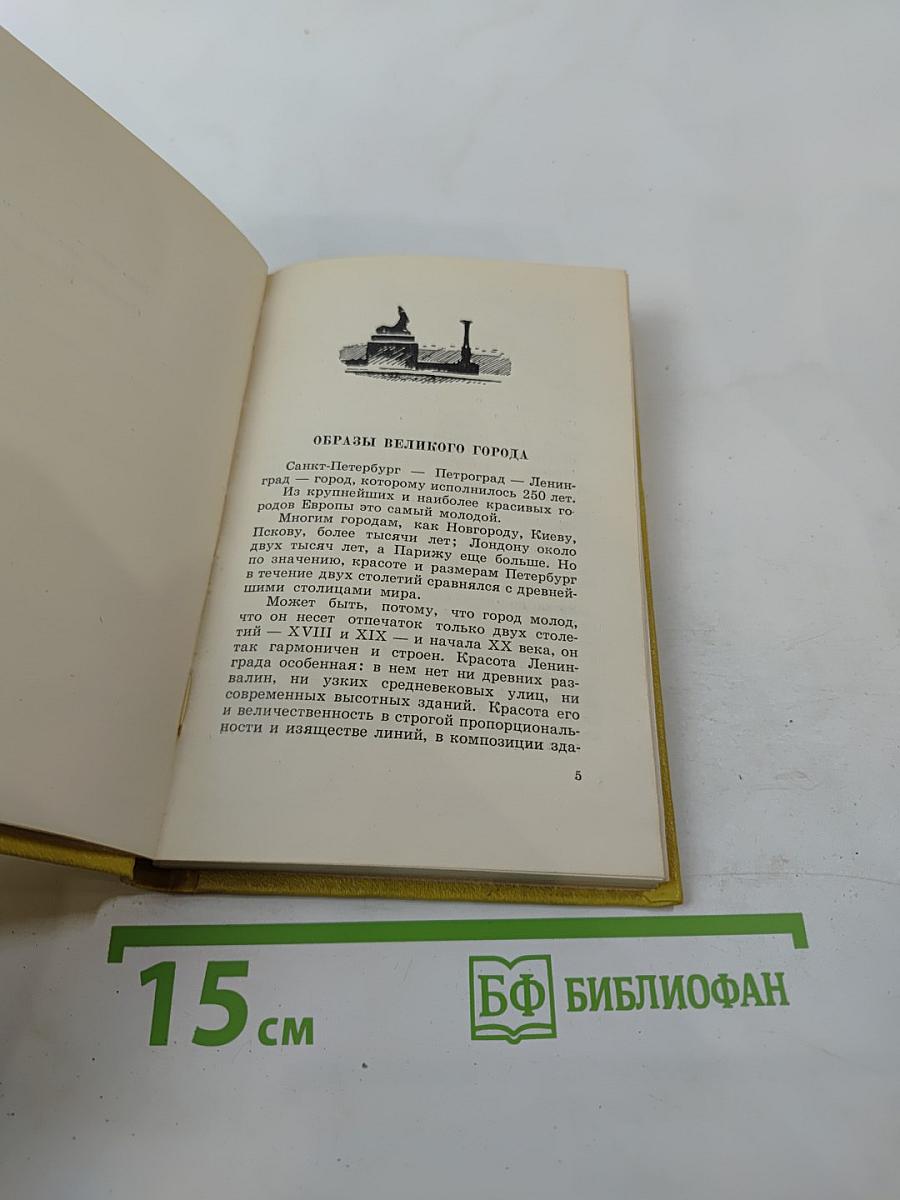 ОБРАЗЫ ВЕЛИКОГО ГОРОДА
Санкт-Петербург — Петроград — Ленин-
град — город, которому исполнилось 250 лет.
Из крупнейших и наиболее красивых го-
родов Европы это самый молодой.
Многим городам, как Новгороду, Киеву,
Пскову, более тысячи лет; Лондону около
двух тысяч лет, а Парижу еще больше. Но
по значению, красоте и размерам Петербург
в течение двух столетий сравнялся с древней-
шими столицами мира.
Может быть, потому, что город молод,
что он несет отпечаток только двух столе-
тий — XVIII и XIX — и начала XX века, он
так гармоничен и строен. Красота Ленин-
града особенная: в нем нет ни древних раз-
валин, ни узких средневековых улиц, ни
современных высотных зданий. Красота его
и величественность в строгой пропорциональ-
ности и изяществе линий, в композиции зда-
5
15 см
БФ БИБЛИОФАН